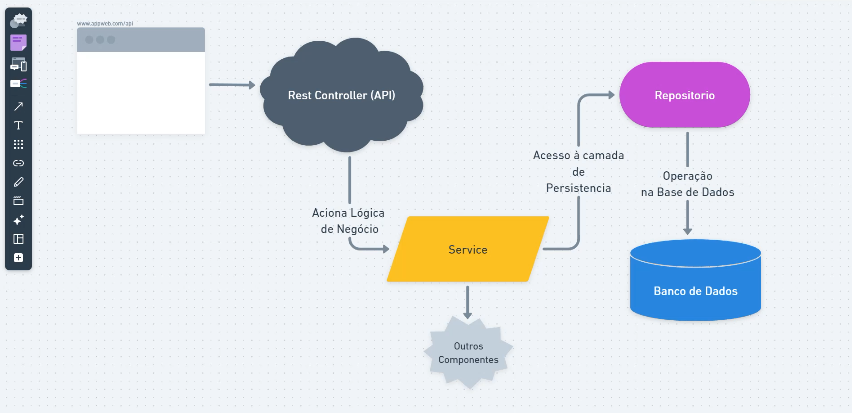 www.appweb.com/api
Rest Controller (API)
Repositorio
Acesso à camada
de
Persistencia
Operação
na Base de Dados
Aciona Lógica
de Negócio
Service
Banco de Dados
Outros
Componentes